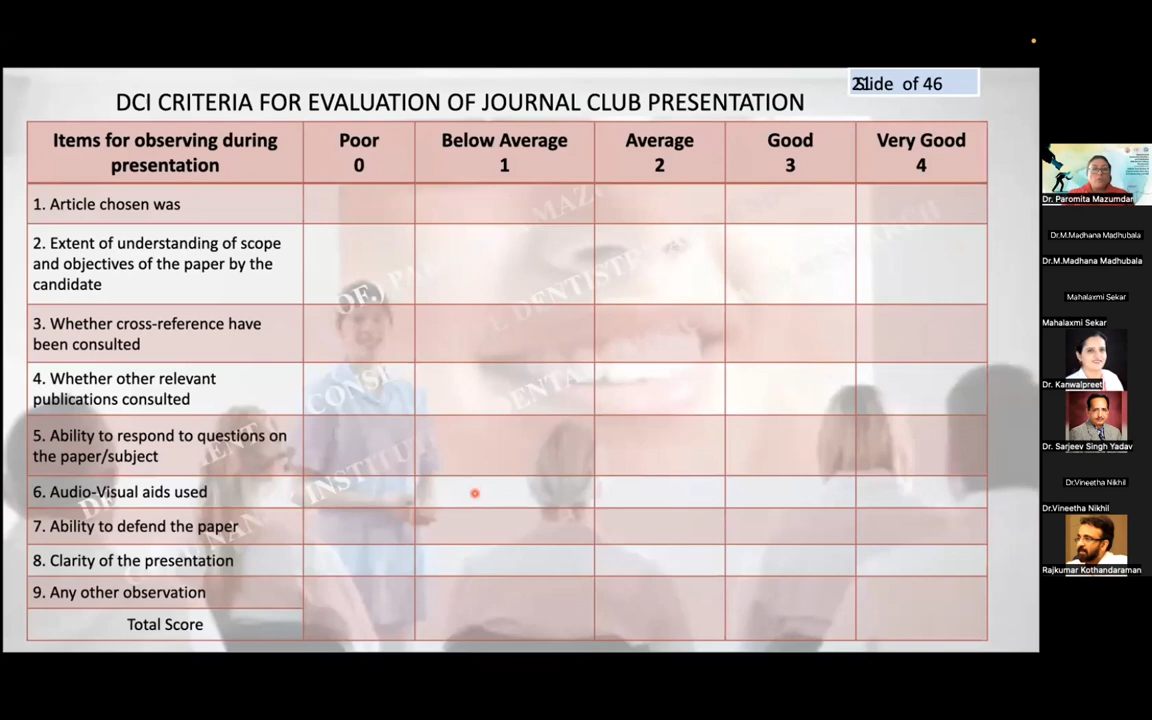 Slide 21 of 46
DCI CRITERIA FOR EVALUATION OF JOURNAL CLUB PRESENTATION
Items for observing during
presentation
Poor
0
Below Average
1
Average
2
Good
3
Very Good
4
1. Article chosen was
2. Extent of understanding of scope
and objectives of the paper by the
candidate
3. Whether cross-reference have
been consulted
4. Whether other relevant
publications consulted
5. Ability to respond to questions on
the paper/subject
6. Audio-Visual aids used
7. Ability to defend the paper
8. Clarity of the presentation
9. Any other observation
Total Score
Dr. Paromita Mazumdar
Dr.M.Madhana Madhubala
Dr.M.Madhana Madhubala
Mahalaxmi Sekar
Mahalaxmi Sekar
Dr. Kanwalpreet
Dr. Sarjeev Singh Yadav
Dr.Vineetha Nikhil
Dr.Vineetha Nikhil
Rajkumar Kothandaraman